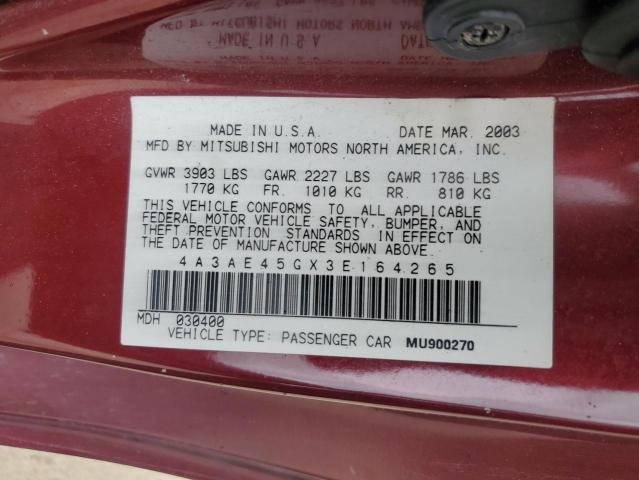 MADE IN U.S.A. DATE MAR. 2003
MFD BY MITSUBISHI MOTORS NORTH AMERICA, INC.
GVWR 3903 LBS GAWR 2227 LBS GAWR 1786 LBS
1770 KG FR. 1010 KG RR. 810 KG
THIS VEHICLE CONFORMS TO ALL APPLICABLE
FEDERAL MOTOR VEHICLE SAFETY, BUMPER, AND
THEFT PREVENTION STANDARDS IN EFFECT ON
THE DATE OF MANUFACTURE SHOWN ABOVE.
4A3AE45GX3E164265
MDH 030400
VEHICLE TYPE: PASSENGER CAR MU900270